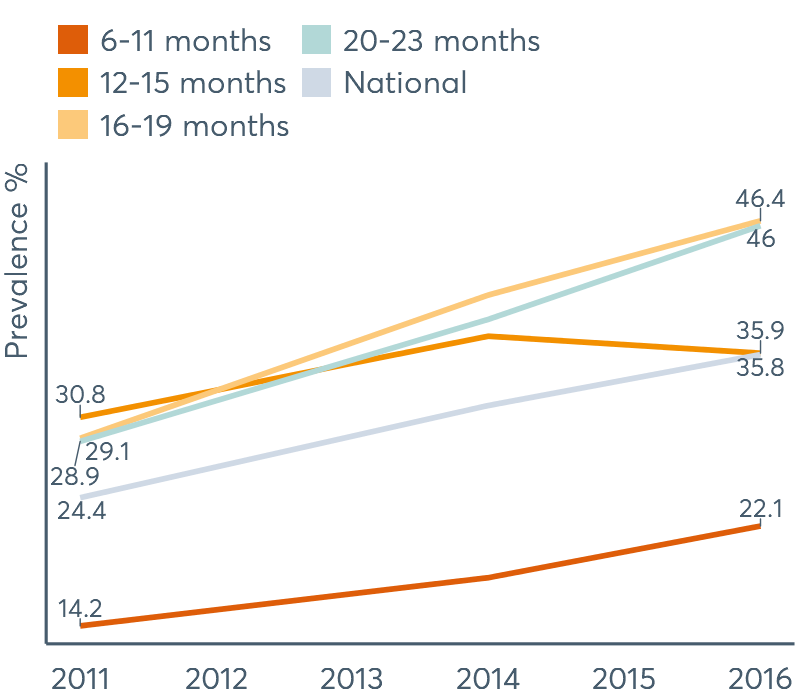 6-11 months
12-15 months
16-19 months
20-23 months
National
Prevalence %
46.4
46
35.9
35.8
30.8
29.1
28.9
24.4
22.1
14.2
2011 2012 2013 2014 2015 2016